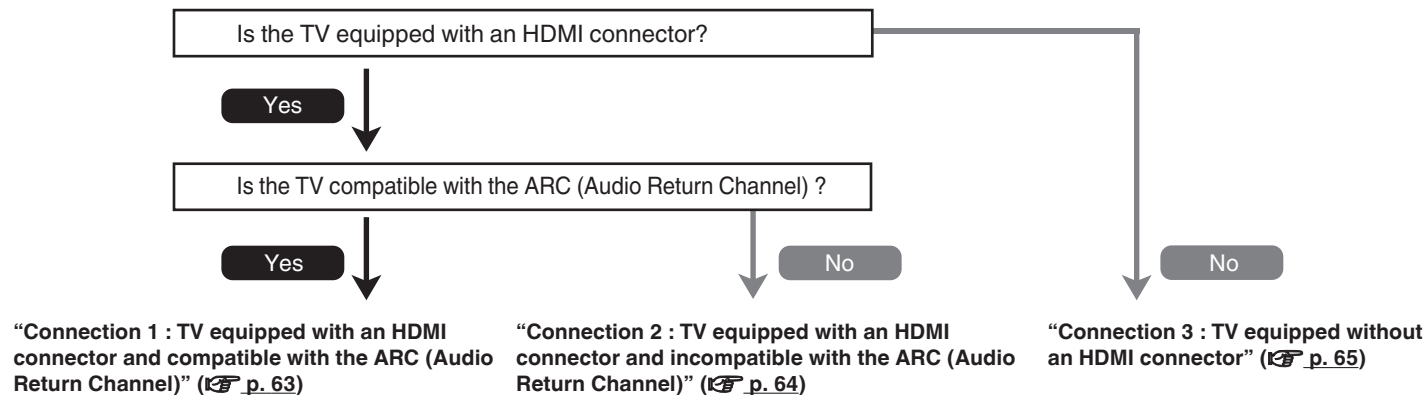 Is the TV equipped with an HDMI connector?
Yes
Is the TV compatible with the ARC (Audio Return Channel) ?
Yes
No
No
“Connection 1 : TV equipped with an HDMI
connector and compatible with the ARC (Audio
Return Channel)” (☞ p. 63)
“Connection 2 : TV equipped with an HDMI
connector and incompatible with the ARC (Audio
Return Channel)” (☞ p. 64)
“Connection 3 : TV equipped without
an HDMI connector” (☞ p. 65)